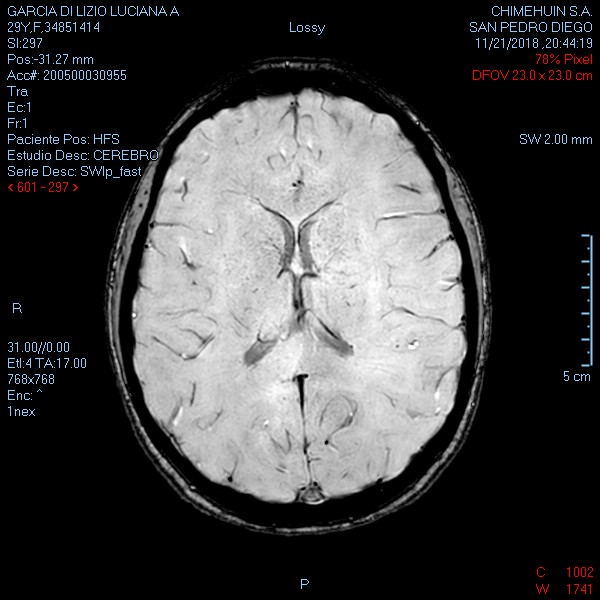 GARCIA DI LIZIO LUCIANA A
29Y,F,34851414
Sl:297
Pos:-31.27 mm
Acc#: 200500030955
Tra
Ec:1
Fr:1
Paciente Pos: HFS
Estudio Desc: CEREBRO
Serie Desc: SWIp_fast
< 601 - 297 >
Lossy
CHIMEHUIN S.A.
SAN PEDRO DIEGO
11/21/2018 ,20:44:19
78% Pixel
DFOV 23.0 x 23.0 cm
SW 2.00 mm
R
31.00//0.00
Etl:4 TA:17.00
768x768
Enc: ^
1nex
5 cm
P
C 1002
W 1741